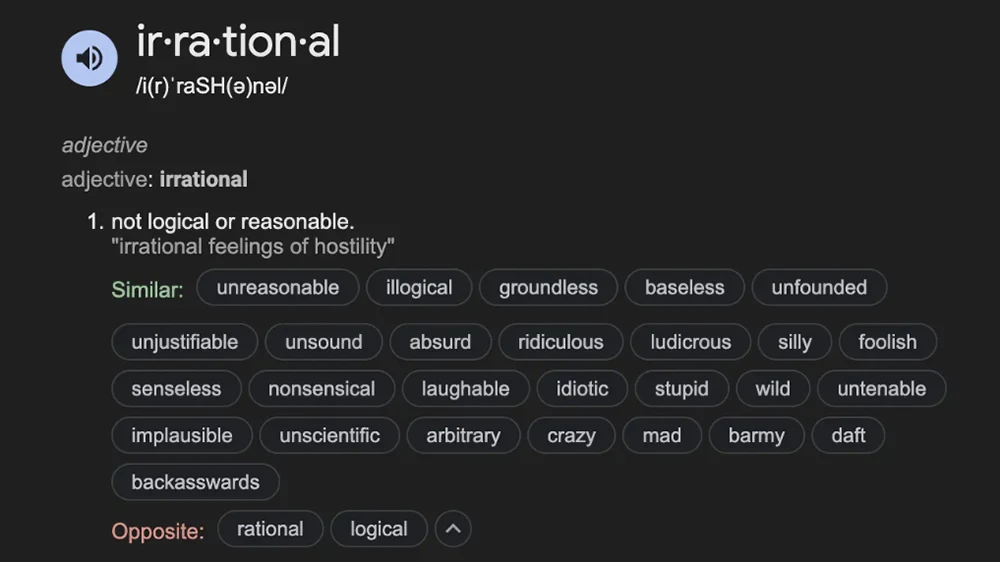 ir·ra·tion·al
/i(r)ˈraSH(ə)nəl/
adjective
adjective: irrational
1. not logical or reasonable.
"irrational feelings of hostility"
Similar: unreasonable illogical groundless baseless unfounded
unjustifiable unsound absurd ridiculous ludicrous silly foolish
senseless nonsensical laughable idiotic stupid wild untenable
implausible unscientific arbitrary crazy mad barmy daft
backasswards
Opposite: rational logical